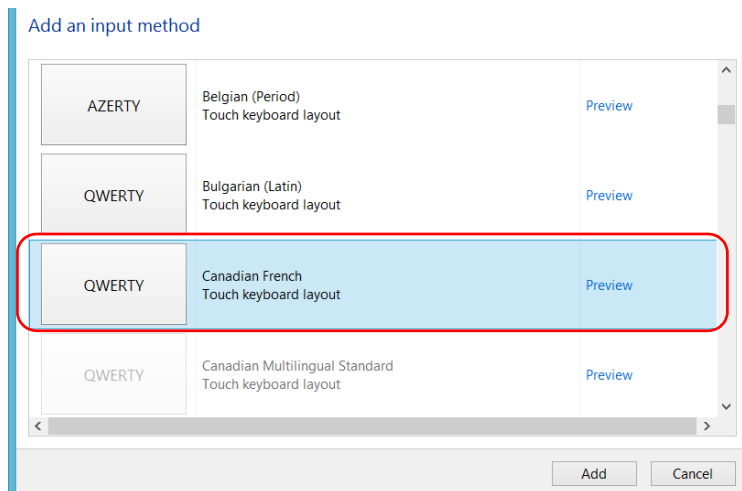 Add an input method
AZERTY
Belgian (Period)
Touch keyboard layout
Preview
QWERTY
Bulgarian (Latin)
Touch keyboard layout
Preview
QWERTY
Canadian French
Touch keyboard layout
Preview
QWERTY
Canadian Multilingual Standard
Touch keyboard layout
Preview
Add
Cancel